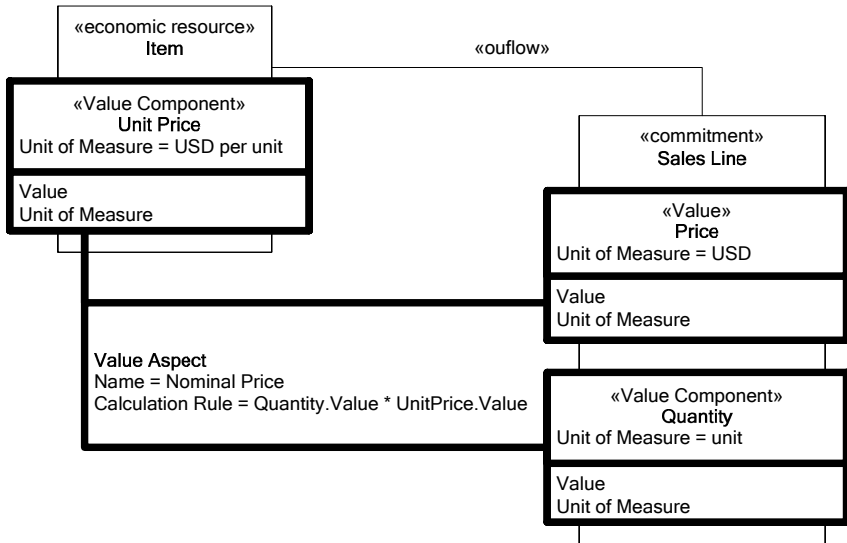 «economic resource»
Item
«ouflow»
«Value Component»
Unit Price
Unit of Measure = USD per unit
Value
Unit of Measure
«commitment»
Sales Line
«Value»
Price
Unit of Measure = USD
Value
Unit of Measure
Value Aspect
Name = Nominal Price
Calculation Rule = Quantity.Value * UnitPrice.Value
«Value Component»
Quantity
Unit of Measure = unit
Value
Unit of Measure